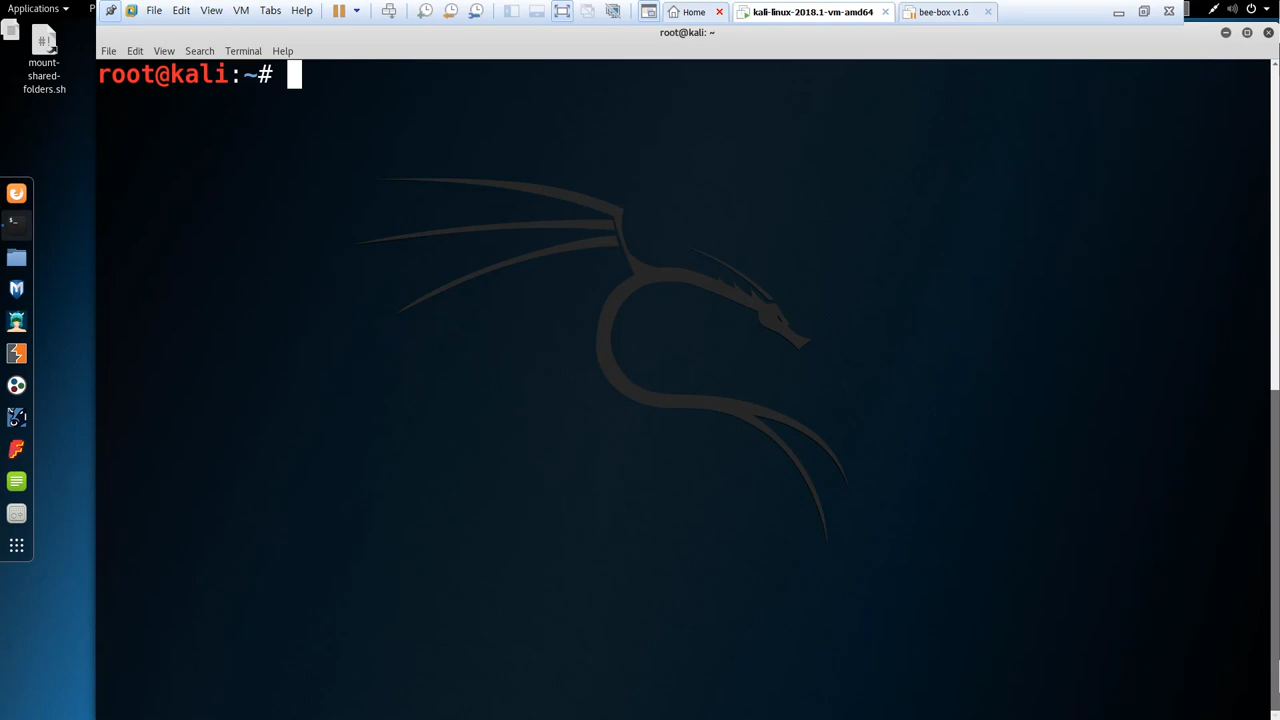 Applications
P
File Edit View VM Tabs Help
Home
kali-linux-2018.1-vm-amd64
bee-box v1.6
root@kali: ~
File Edit View Search Terminal Help
root@kali:~#
#!
mount-
shared-
folders.sh
$_